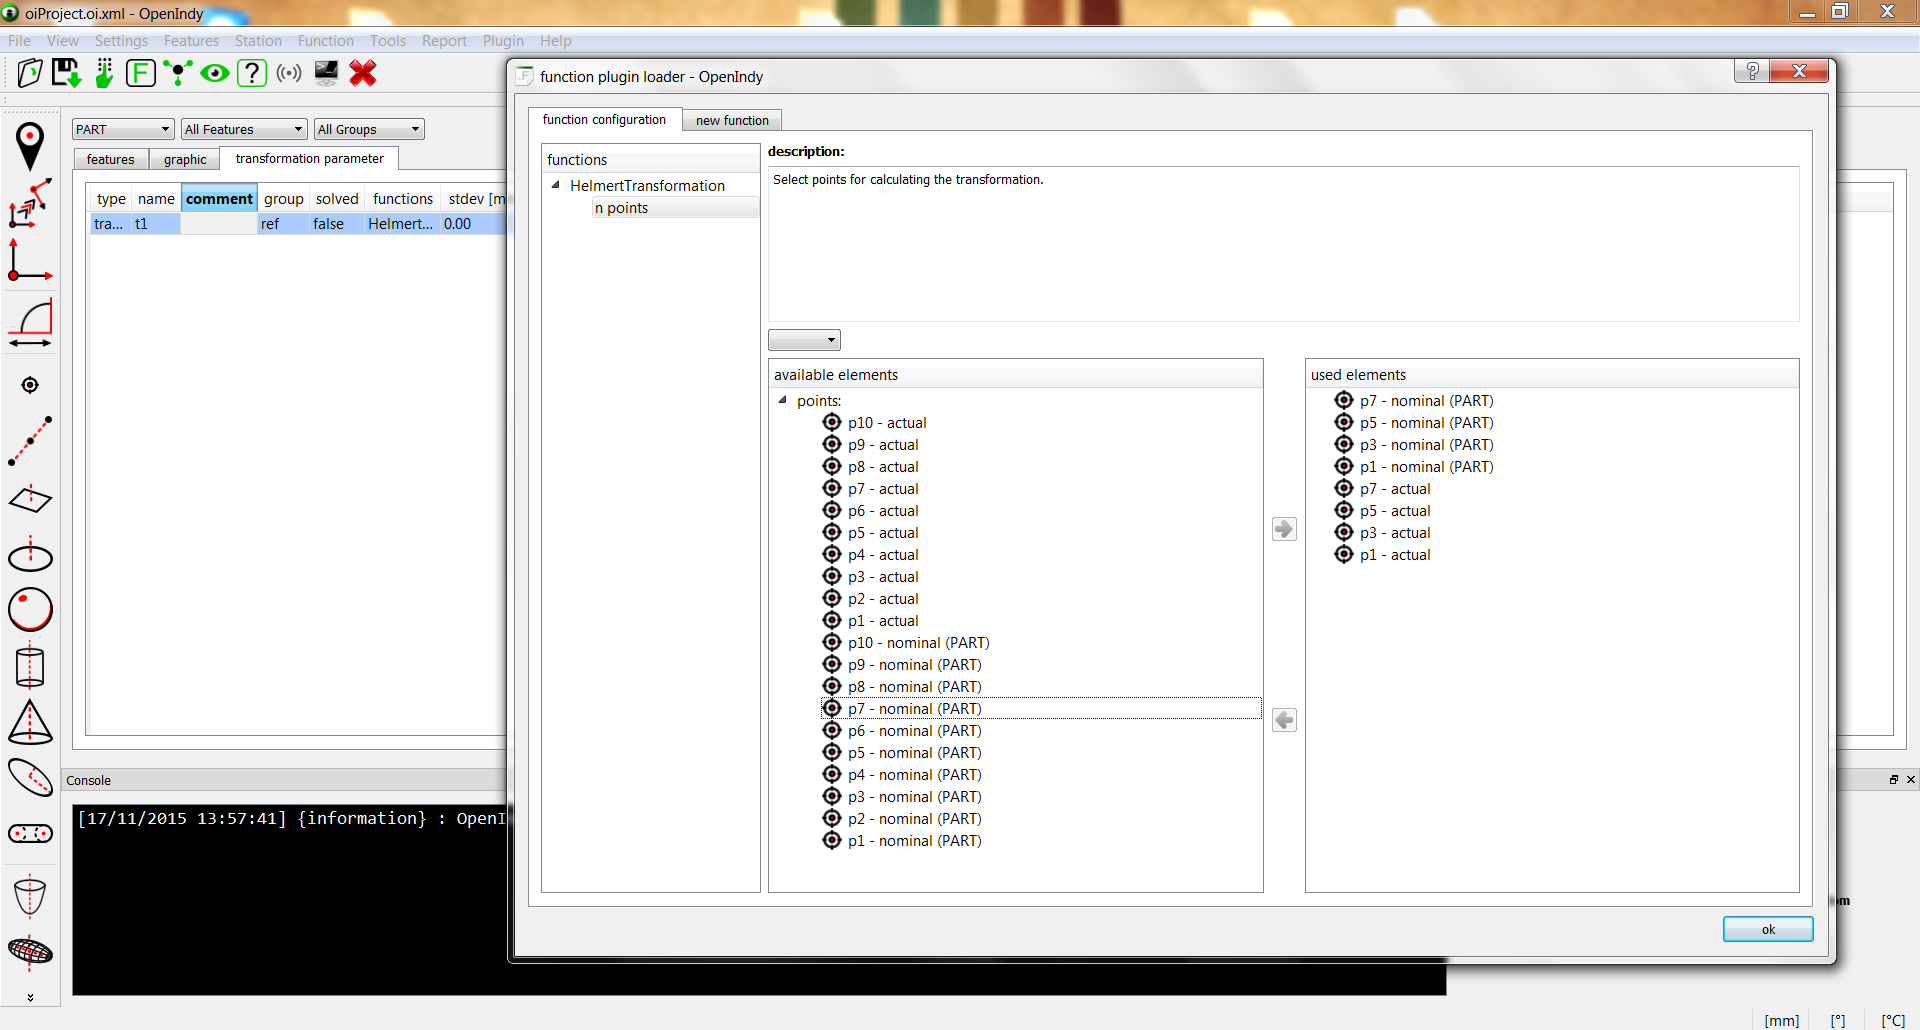 oiProject.oi.xml - OpenIndy
File View Settings Features Station Function Tools Report Plugin Help
function plugin loader - OpenIndy
function configuration new function
PART All Features All Groups
features graphic transformation parameter
type name comment group solved functions stdev [m
tra... t1 ref false Helmert... 0.00
functions
HelmertTransformation
n points
description:
Select points for calculating the transformation.
available elements
points:
p10 - actual
p9 - actual
p8 - actual
p7 - actual
p6 - actual
p5 - actual
p4 - actual
p3 - actual
p2 - actual
p1 - actual
p10 - nominal (PART)
p9 - nominal (PART)
p8 - nominal (PART)
p7 - nominal (PART)
p6 - nominal (PART)
p5 - nominal (PART)
p4 - nominal (PART)
p3 - nominal (PART)
p2 - nominal (PART)
p1 - nominal (PART)
used elements
p7 - nominal (PART)
p5 - nominal (PART)
p3 - nominal (PART)
p1 - nominal (PART)
p7 - actual
p5 - actual
p3 - actual
p1 - actual
ok
Console
[17/11/2015 13:57:41] {information} : OpenI
[mm] [°] [°C]